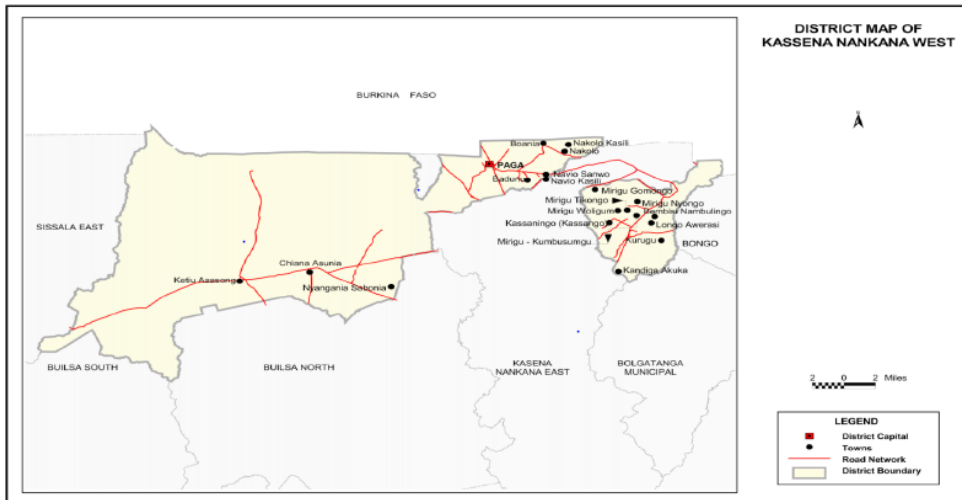 DISTRICT MAP OF
KASSENA NANKANA WEST
BURKINA FASO
Boania
Nakolo Kasili
Nakolo
PAGA
Navio Sanwo
Badunu
Navio Kasili
Mirigu Gomongo
Mirigu Tikongo
Mirigu Nyongo
Mirigu Woligum
Nambulingo
Kassaningo (Kassango)
Longo Awerasi
SISSALA EAST
Mirigu - Kumbusumgu
Kurugu
BONGO
Chiana Asunia
Kandiga Akuka
Ketiu Azasong
Nyangania Sabonia
BUILSA SOUTH
BUILSA NORTH
KASENA
NANKANA EAST
BOLGATANGA
MUNICIPAL
2 0 2 Miles
LEGEND
District Capital
Towns
Road Network
District Boundary